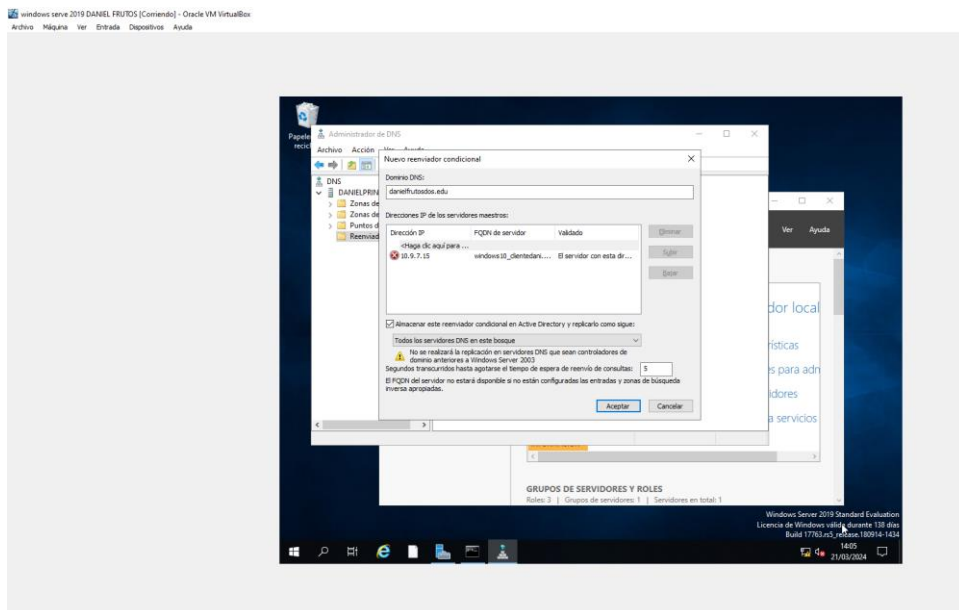 windows serve 2019 DANIEL FRUTOS [Corriendo] - Oracle VM VirtualBox
Archivo Máquina Ver Entrada Dispositivos Ayuda
Administrador de DNS
Archivo Acción Ver Ayuda
Nuevo reenviador condicional
DNS
DANIELPRIN
Zonas de
Zonas de
Puntos d
Reenviad
Dominio DNS:
danielfrutosdos.edu
Direcciones IP de los servidores maestros:
Dirección IP FQDN de servidor Validado
<Haga clic aquí para ...
10.9.7.15 windows10_clientedani.... El servidor con esta dir...
Eliminar
Subir
Bajar
Almacenar este reenviador condicional en Active Directory y replicarlo como sigue:
Todos los servidores DNS en este bosque
No se realizará la replicación en servidores DNS que sean controladores de
dominio anteriores a Windows Server 2003
Segundos transcurridos hasta agotarse el tiempo de espera de reenvío de consultas: 5
El FQDN del servidor no estará disponible si no están configuradas las entradas y zonas de búsqueda
inversa apropiadas.
Aceptar Cancelar
Ver Ayuda
dor local
rísticas
s para adm
idores
a servicios
GRUPOS DE SERVIDORES Y ROLES
Roles: 3 | Grupos de servidores: 1 | Servidores en total: 1
Windows Server 2019 Standard Evaluation
Licencia de Windows válida durante 138 días
Build 17763.rs5_release.180914-1434
14:05
21/03/2024